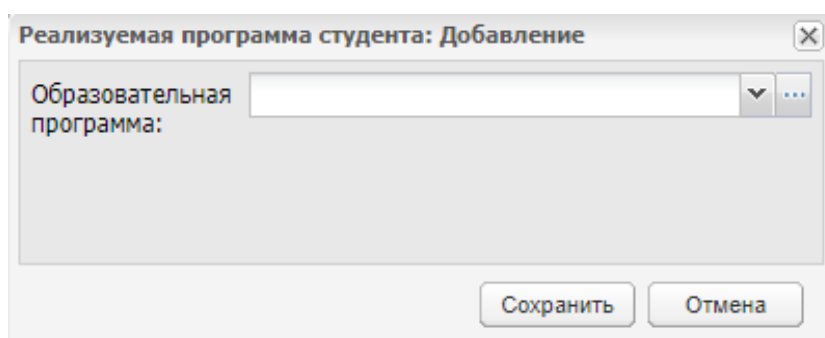 Реализуемая программа студента: Добавление
Образовательная
программа:
Сохранить
Отмена